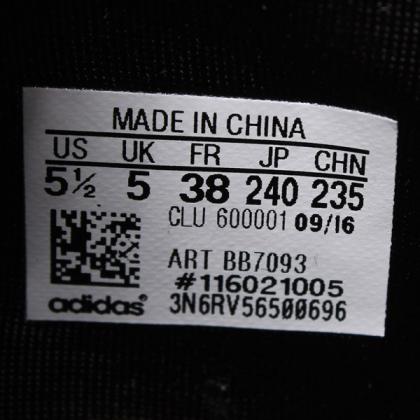 MADE IN CHINA
US UK FR JP CHN
5½ 5 38 240 235
CLU 600001 09/16
ART BB7093
#116021005
adidas® 3N6RV56500696